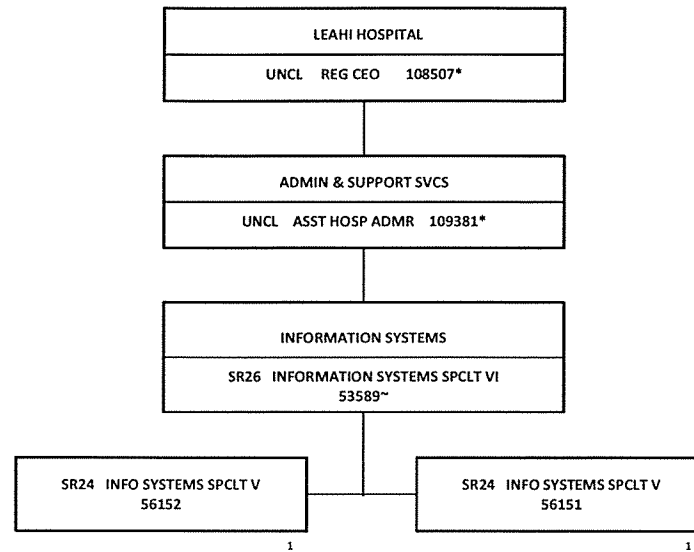 LEAHI HOSPITAL
UNCL REG CEO 108507*
ADMIN & SUPPORT SVCS
UNCL ASST HOSP ADMR 109381*
INFORMATION SYSTEMS
SR26 INFORMATION SYSTEMS SPCLT VI
53589~
SR24 INFO SYSTEMS SPCLT V
56152
1
SR24 INFO SYSTEMS SPCLT V
56151
1